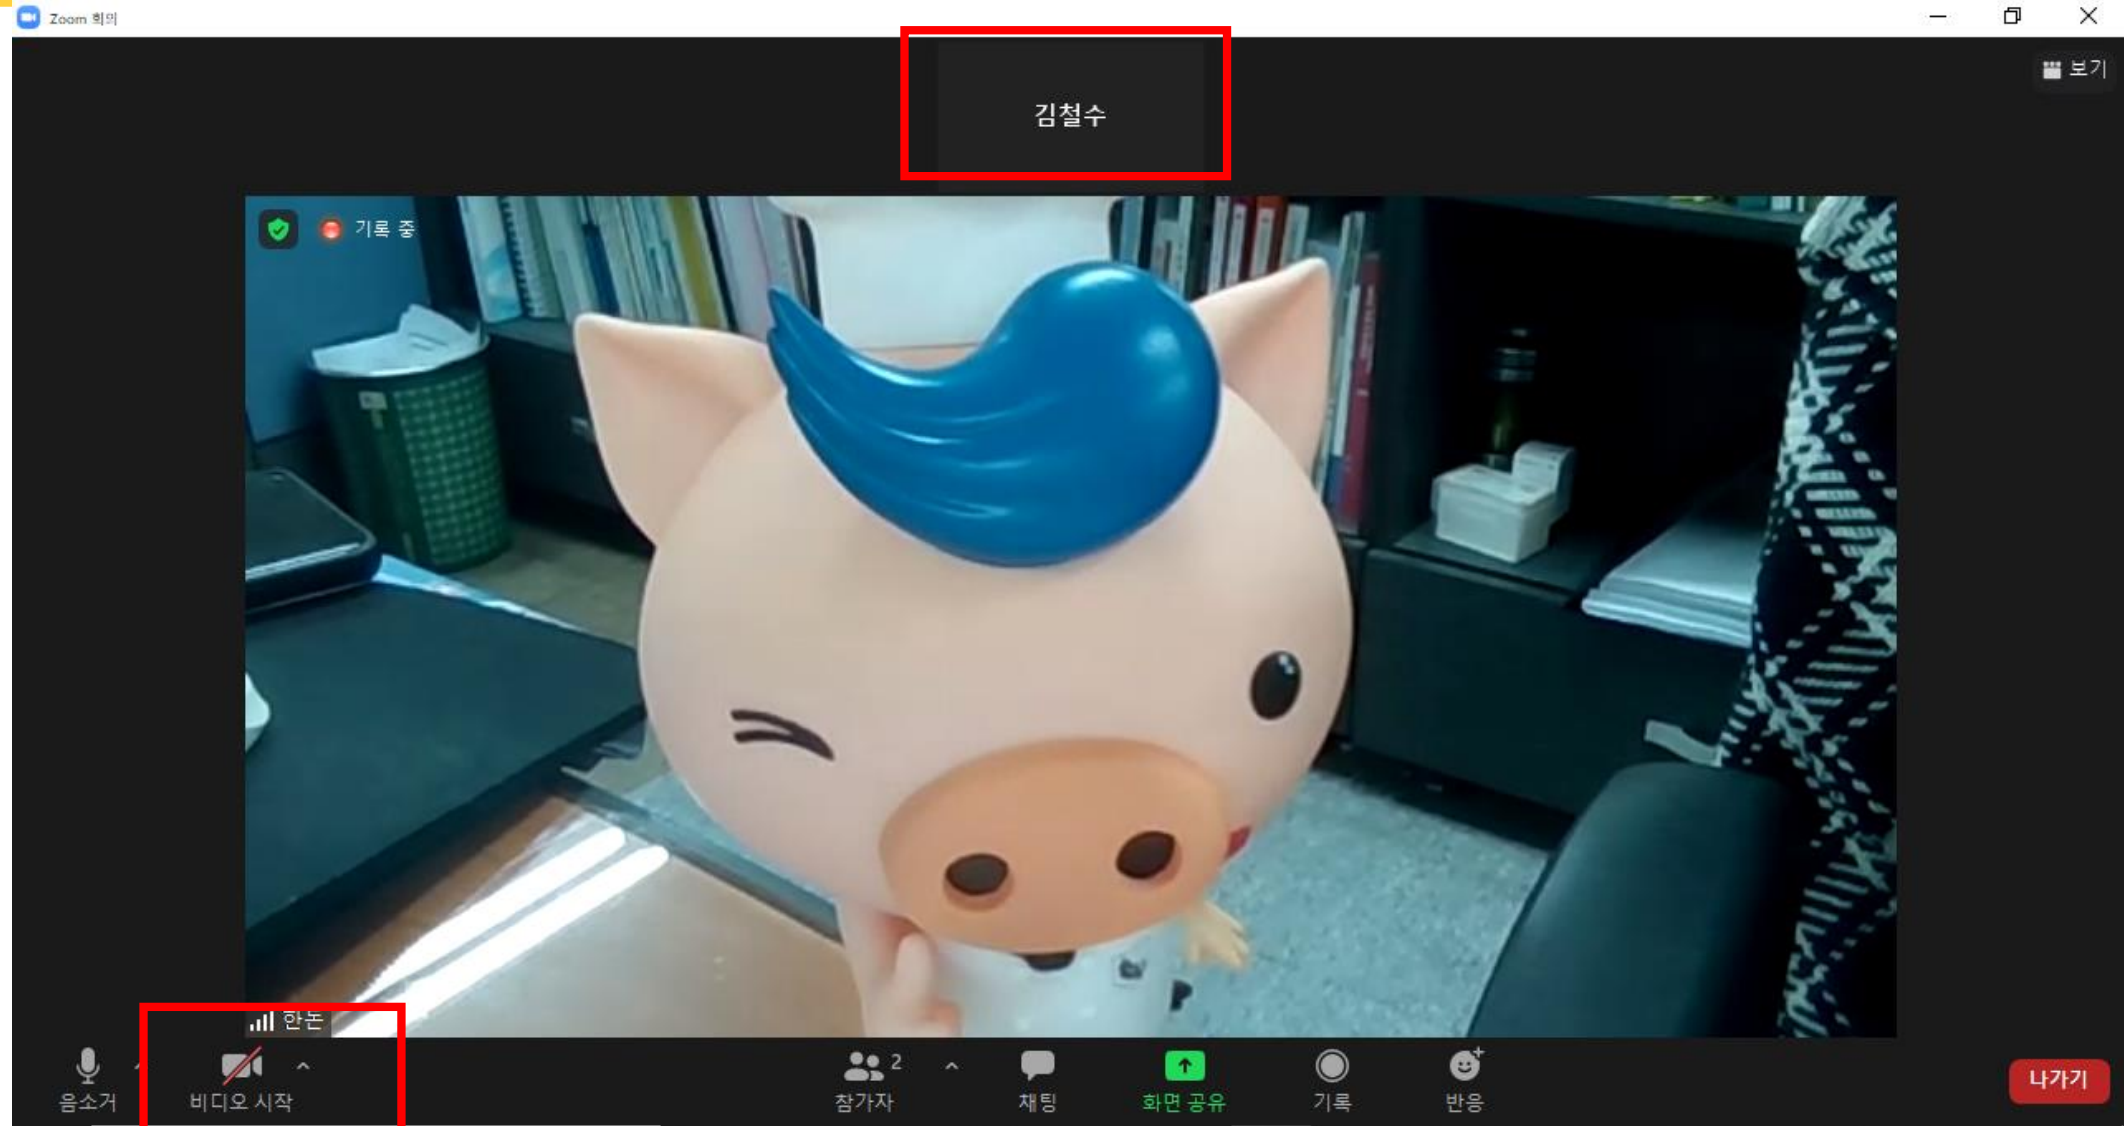 Zoom 회의
김철수
보기
기록 중
한돈
음소거
비디오 시작
2
참가자
채팅
화면 공유
기록
반응
나가기